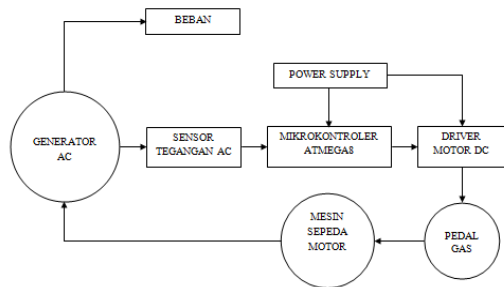 BEBAN
POWER SUPPLY
GENERATOR
AC
SENSOR
TEGANGAN AC
MIKROKONTROLER
ATMEGA8
DRIVER
MOTOR DC
MESIN
SEPEDA
MOTOR
PEDAL
GAS